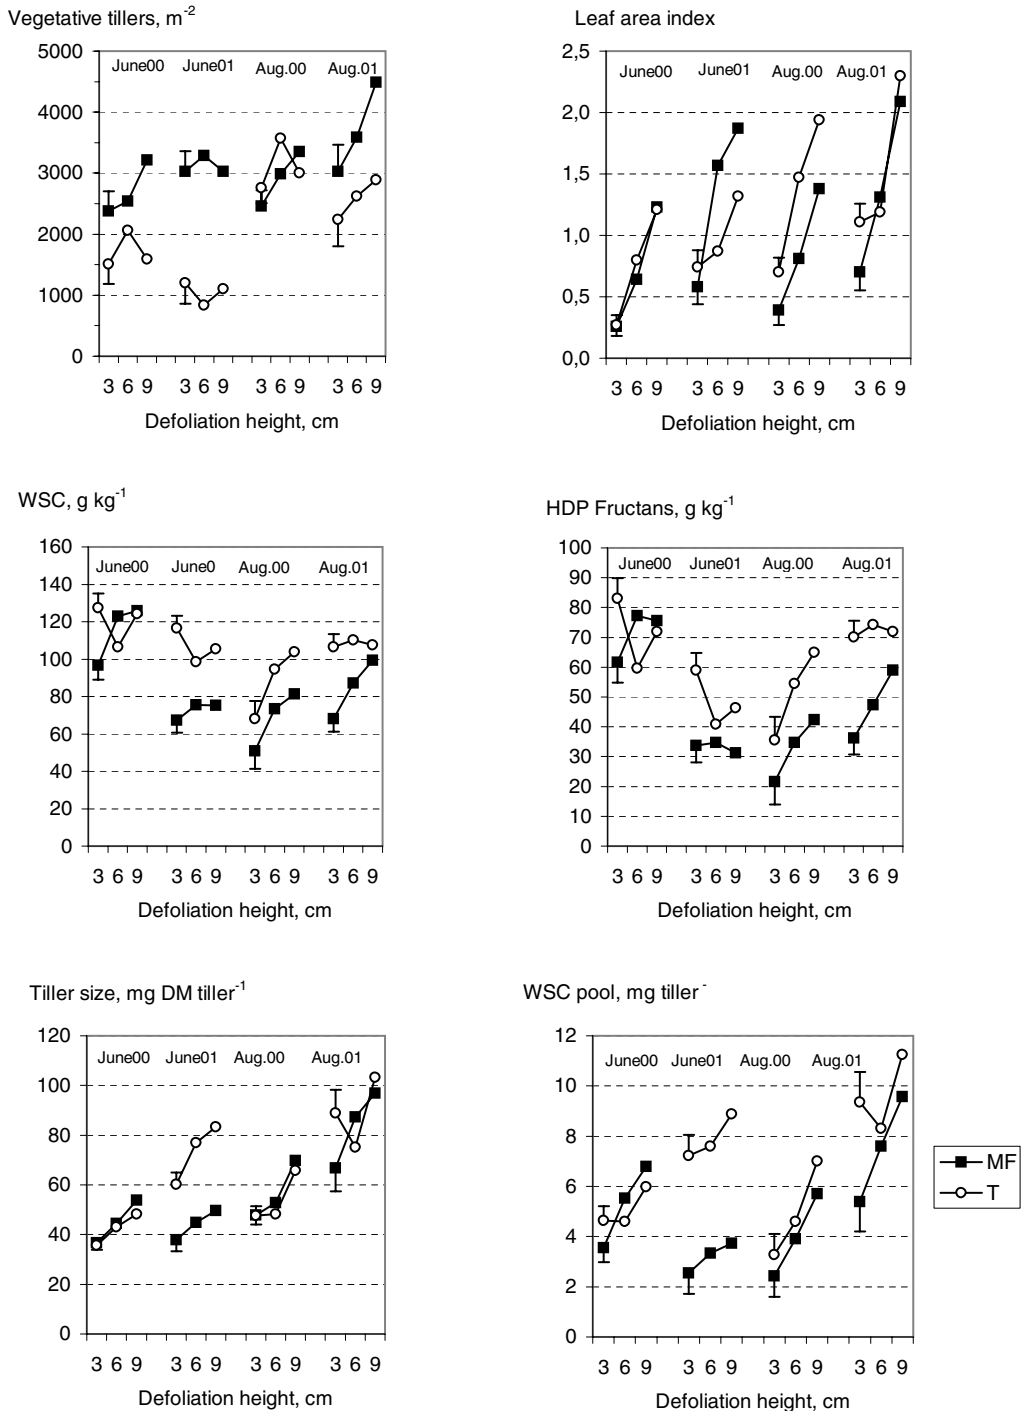 Vegetative tillers, m-2
5000
4000
3000
2000
1000
0
June00 June01 Aug.00 Aug.01
3 6 9 3 6 9 3 6 9 3 6 9
Defoliation height, cm
Leaf area index
2,5
2,0
1,5
1,0
0,5
0,0
June00 June01 Aug.00 Aug.01
3 6 9 3 6 9 3 6 9 3 6 9
Defoliation height, cm
WSC, g kg-1
160
140
120
100
80
60
40
20
0
June00 June0 Aug.00 Aug.01
3 6 9 3 6 9 3 6 9 3 6 9
Defoliation height, cm
HDP Fructans, g kg-1
100
90
80
70
60
50
40
30
20
10
0
June00 June01 Aug.00 Aug.01
3 6 9 3 6 9 3 6 9 3 6 9
Defoliation height, cm
Tiller size, mg DM tiller-1
120
100
80
60
40
20
0
June00 June01 Aug.00 Aug.01
3 6 9 3 6 9 3 6 9 3 6 9
Defoliation height, cm
WSC pool, mg tiller-
12
10
8
6
4
2
0
June00 June01 Aug.00 Aug.01
3 6 9 3 6 9 3 6 9 3 6 9
Defoliation height, cm
MF
T